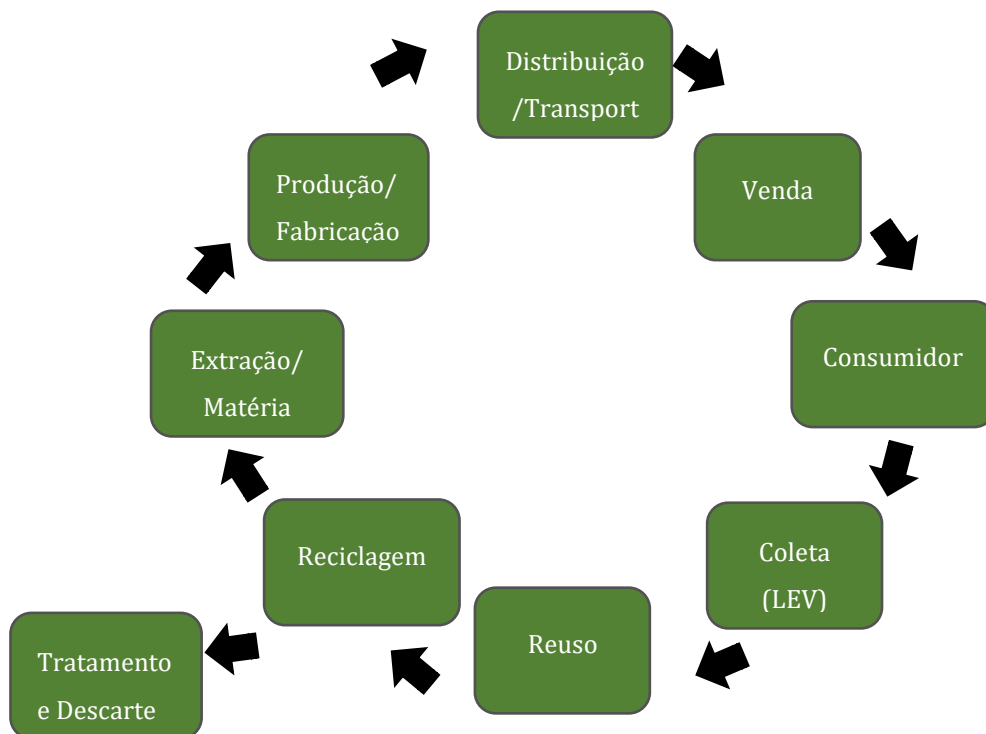 Distribuição
/Transport
Venda
Consumidor
Coleta
(LEV)
Reuso
Reciclagem
Tratamento
e Descarte
Extração/
Matéria
Produção/
Fabricação